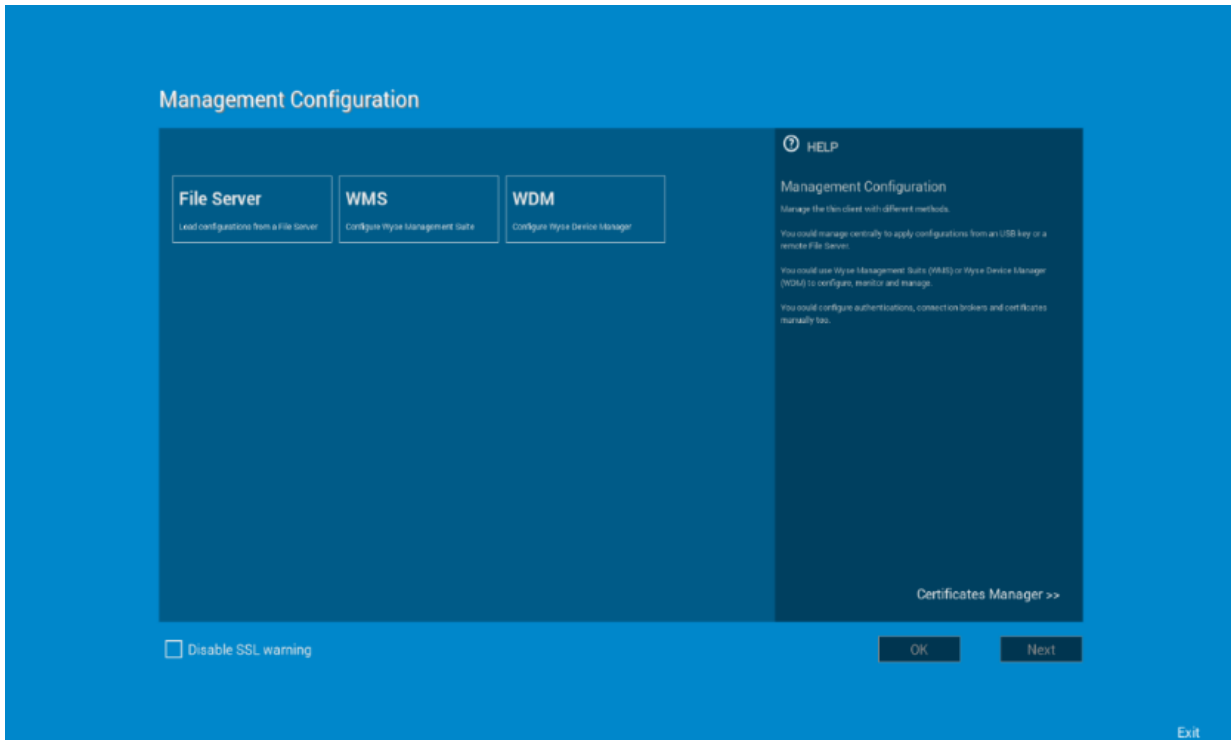 Management Configuration
File Server
Load configurations from a File Server
WMS
Configure Wyse Management Suite
WDM
Configure Wyse Device Manager
HELP
Management Configuration
Manage the thin client with different methods.
You could manage centrally to apply configurations from an USB key or a
remote File Server.
You could use Wyse Management Suite (WMS) or Wyse Device Manager
(WDM) to configure, monitor and manage.
You could configure authentications, connection brokers and certificates
manually too.
Certificates Manager >>
Disable SSL warning
OK
Next
Exit